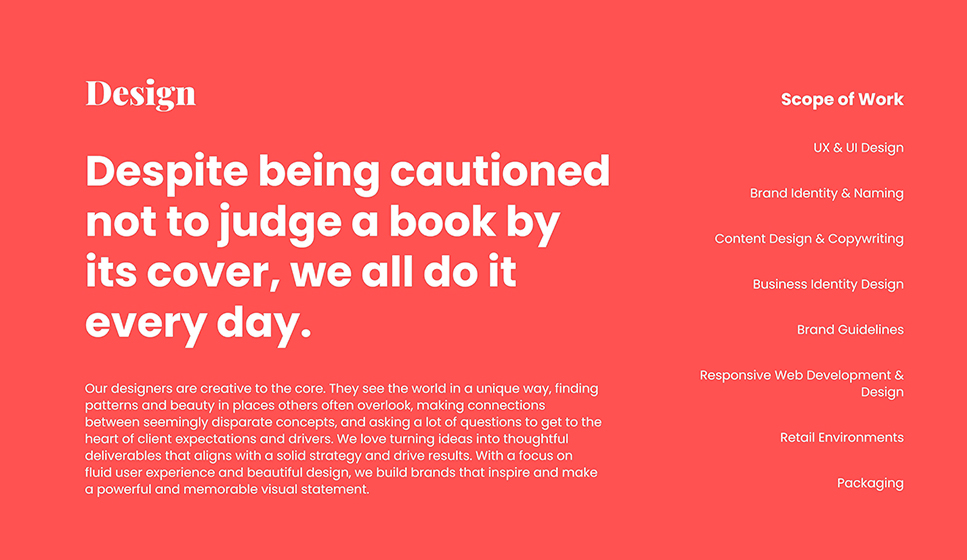 Design
Despite being cautioned
not to judge a book by
its cover, we all do it
every day.
Our designers are creative to the core. They see the world in a unique way, finding
patterns and beauty in places others often overlook, making connections
between seemingly disparate concepts, and asking a lot of questions to get to the
heart of client expectations and drivers. We love turning ideas into thoughtful
deliverables that aligns with a solid strategy and drive results. With a focus on
fluid user experience and beautiful design, we build brands that inspire and make
a powerful and memorable visual statement.
Scope of Work
UX & UI Design
Brand Identity & Naming
Content Design & Copywriting
Business Identity Design
Brand Guidelines
Responsive Web Development &
Design
Retail Environments
Packaging